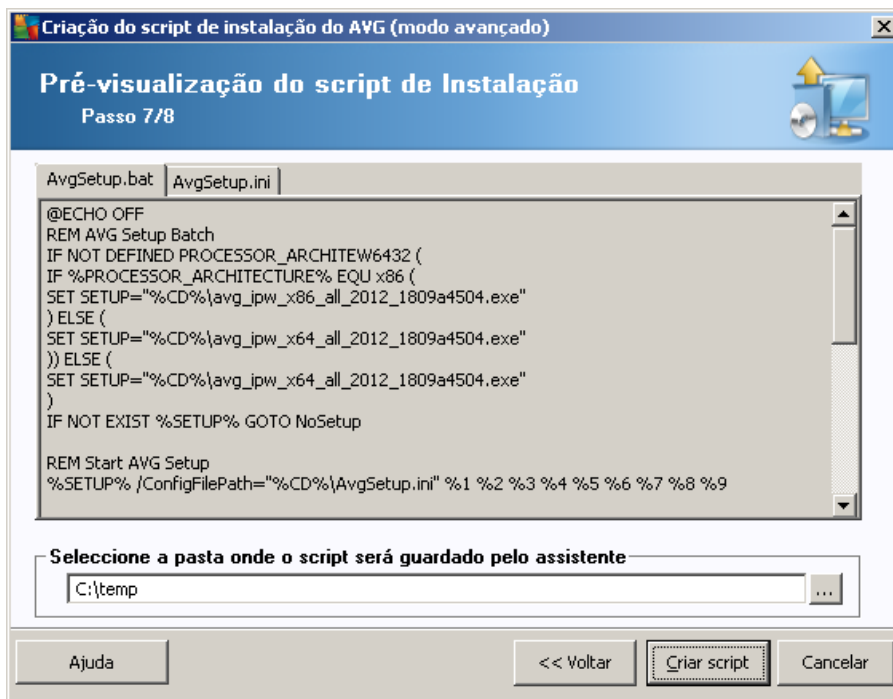 Criação do script de instalação do AVG (modo avançado)
Pré-visualização do script de Instalação
Passo 7/8
AvgSetup.bat AvgSetup.ini
@ECHO OFF
REM AVG Setup Batch
IF NOT DEFINED PROCESSOR_ARCHITEW6432 (
IF %PROCESSOR_ARCHITECTURE% EQU x86 (
SET SETUP="%CD%\avg_ipw_x86_all_2012_1809a4504.exe"
) ELSE (
SET SETUP="%CD%\avg_ipw_x64_all_2012_1809a4504.exe"
)) ELSE (
SET SETUP="%CD%\avg_ipw_x64_all_2012_1809a4504.exe"
)
IF NOT EXIST %SETUP% GOTO NoSetup
REM Start AVG Setup
%SETUP% /ConfigFilePath="%CD%\AvgSetup.ini" %1 %2 %3 %4 %5 %6 %7 %8 %9
Seleccione a pasta onde o script será guardado pelo assistente
C:\temp ...
Ajuda << Voltar Criar script Cancelar